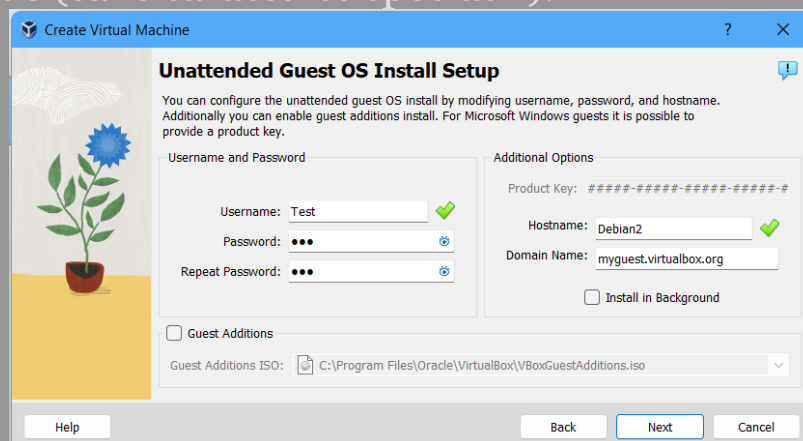 Create Virtual Machine
?
Unattended Guest OS Install Setup
You can configure the unattended guest OS install by modifying username, password, and hostname.
Additionally you can enable guest additions install. For Microsoft Windows guests it is possible to
provide a product key.
Username and Password
Username: Test
Password: ●●●
Repeat Password: ●●●
Additional Options
Product Key: #####-#####-#####-#####-#
Hostname: Debian2
Domain Name: myguest.virtualbox.org
Install in Background
Guest Additions
Guest Additions ISO: C:\Program Files\Oracle\VirtualBox\VBoxGuestAdditions.iso
Help
Back
Next
Cancel